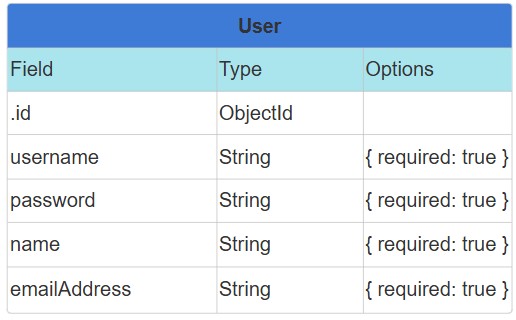 User
Field Type Options
.id ObjectId
username String { required: true }
password String { required: true }
name String { required: true }
emailAddress String { required: true }